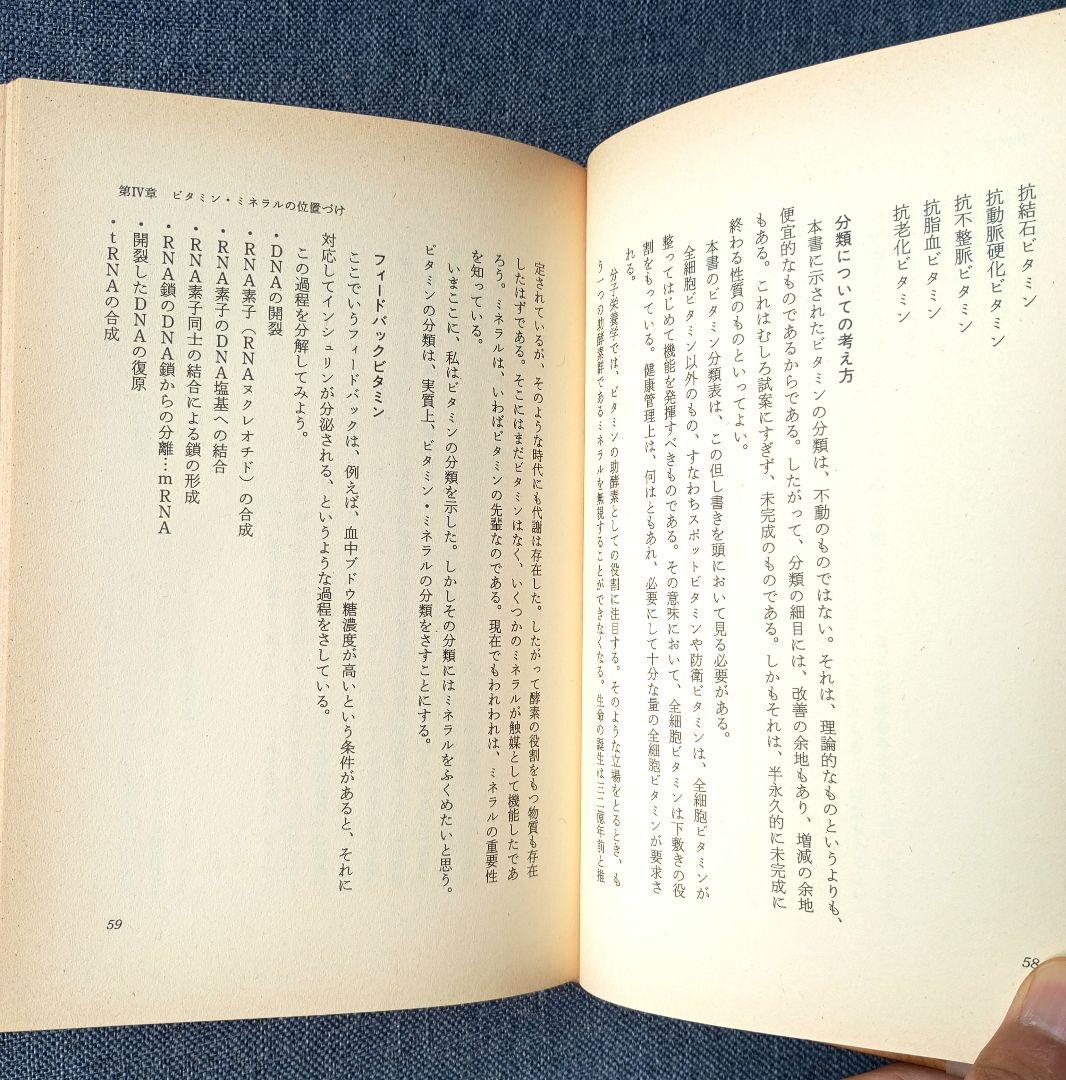 抗結石ビタミン
抗動脈硬化ビタミン
抗不整脈ビタミン
抗脂血ビタミン
抗老化ビタミン
分類についての考え方
本書に示されたビタミンの分類は、不動のものではない。それは、理論的なものというよりも、
便宜的なものであるからである。したがって、分類の細目には、改善の余地もあり、増減の余地
もある。これはむしろ試案にすぎず、未完成のものである。しかもそれは、半永久的に未完成に
終わる性質のものといってよい。
本書のビタミン分類表は、この但し書きを頭において見る必要がある。
全細胞ビタミン以外のもの、すなわちスポットビタミンや防衛ビタミンは、全細胞ビタミンが
整ってはじめて機能を発揮すべきものである。その意味において、全細胞ビタミンは下敷きの役
割をもっている。健康管理上は、何はともあれ、必要にして十分な量の全細胞ビタミンが要求さ
れる。
分子栄養学では、ビタミンの助酵素としての役割に注目する。そのような立場をとるとき、も
う一つの助酵素群であるミネラルを無視することができなくなる。生命の誕生は三二億年前と推
58
第Ⅳ章 ビタミン・ミネラルの位置づけ
定されているが、そのような時代にも代謝は存在した。したがって酵素の役割をもつ物質も存在
したはずである。そこにはまだビタミンはなく、いくつかのミネラルが触媒として機能したであ
ろう。ミネラルは、いわばビタミンの先輩なのである。現在でもわれわれは、ミネラルの重要性
を知っている。
いまここに、私はビタミンの分類を示した。しかしその分類にはミネラルをふくめたいと思う。
ビタミンの分類は、実質上、ビタミン・ミネラルの分類をさすことにする。
フィードバックビタミン
ここでいうフィードバックは、例えば、血中ブドウ糖濃度が高いという条件があると、それに
対応してインシュリンが分泌される、というような過程をさしている。
この過程を分解してみよう。
・DNAの開裂
・RNA素子(RNAヌクレオチド)の合成
・RNA素子のDNA塩基への結合
・RNA素子同士の結合による鎖の形成
・RNA鎖のDNA鎖からの分離…mRNA
・開裂したDNAの復原
・tRNAの合成
59